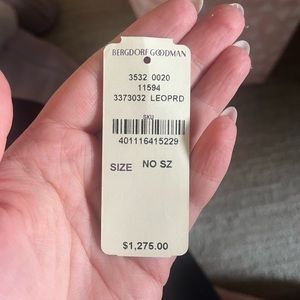 BERGDORF GOODMAN
3532 0020
11594
3373032 LEOPRD
SKU
401116415229
SIZE NO SZ
$1,275.00